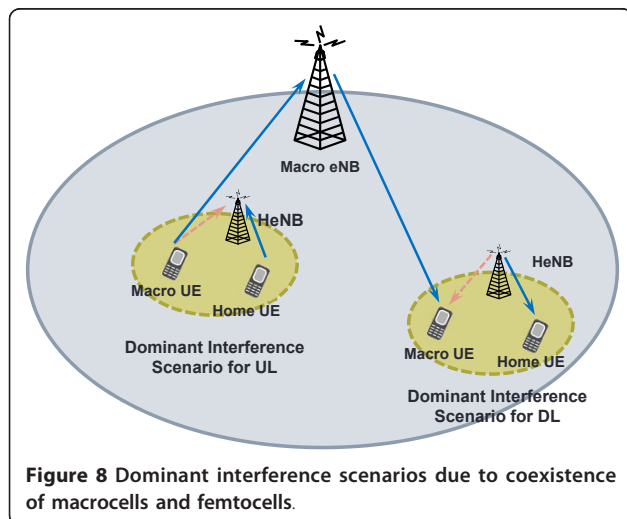 Macro eNB
HeNB
Macro UE
Home UE
Dominant Interference
Scenario for UL
HeNB
Macro UE
Home UE
Dominant Interference
Scenario for DL
Figure 8 Dominant interference scenarios due to coexistence
of macrocells and femtocells.